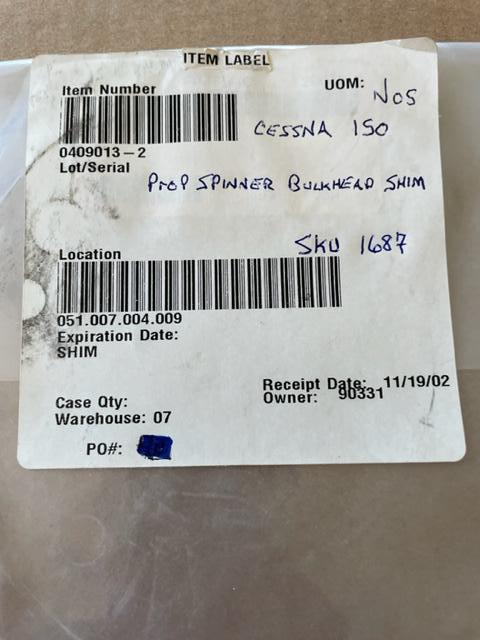 ITEM LABEL
Item Number
UOM: NOS
CESSNA 150
0409013-2
Lot/Serial
PROP SPINNER BULKHEAD SHIM
SKU 1687
Location
051.007.004.009
Expiration Date:
SHIM
Receipt Date: 11/19/02
Case Qty:
Owner: 90331
Warehouse: 07
PO#: